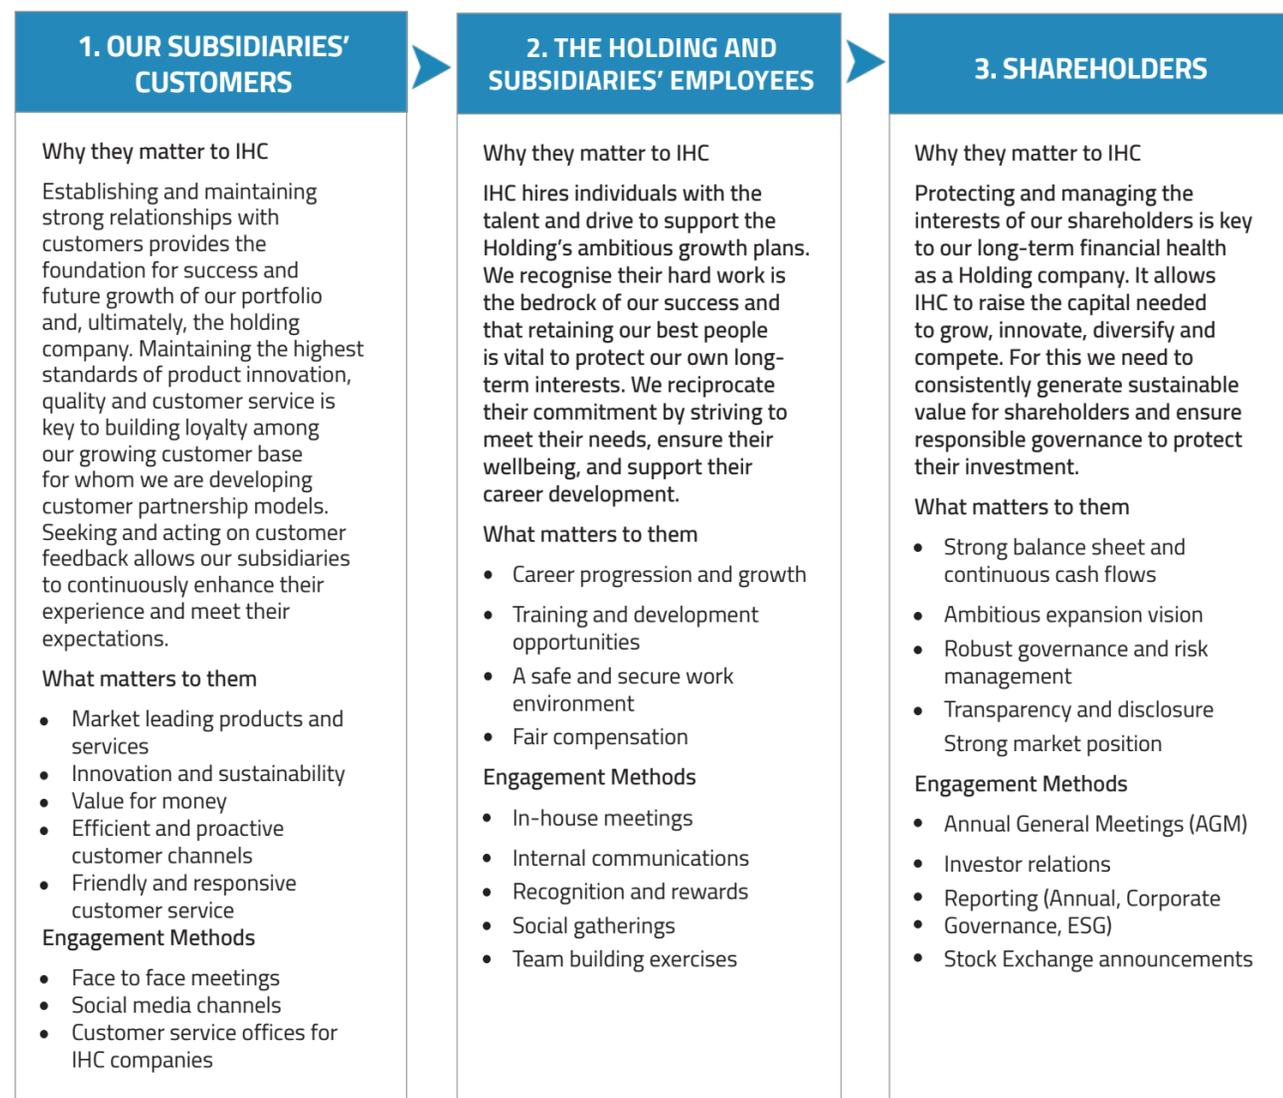 1. OUR SUBSIDIARIES’
CUSTOMERS
Why they matter to IHC
Establishing and maintaining
strong relationships with
customers provides the
foundation for success and
future growth of our portfolio
and, ultimately, the holding
company. Maintaining the highest
standards of product innovation,
quality and customer service is
key to building loyalty among
our growing customer base
for whom we are developing
customer partnership models.
Seeking and acting on customer
feedback allows our subsidiaries
to continuously enhance their
experience and meet their
expectations.
What matters to them
• Market leading products and
services
• Innovation and sustainability
• Value for money
• Efficient and proactive
customer channels
• Friendly and responsive
customer service
Engagement Methods
• Face to face meetings
• Social media channels
• Customer service offices for
IHC companies
2. THE HOLDING AND
SUBSIDIARIES’ EMPLOYEES
Why they matter to IHC
IHC hires individuals with the
talent and drive to support the
Holding’s ambitious growth plans.
We recognise their hard work is
the bedrock of our success and
that retaining our best people
is vital to protect our own long-
term interests. We reciprocate
their commitment by striving to
meet their needs, ensure their
wellbeing, and support their
career development.
What matters to them
• Career progression and growth
• Training and development
opportunities
• A safe and secure work
environment
• Fair compensation
Engagement Methods
• In-house meetings
• Internal communications
• Recognition and rewards
• Social gatherings
• Team building exercises
3. SHAREHOLDERS
Why they matter to IHC
Protecting and managing the
interests of our shareholders is key
to our long-term financial health
as a Holding company. It allows
IHC to raise the capital needed
to grow, innovate, diversify and
compete. For this we need to
consistently generate sustainable
value for shareholders and ensure
responsible governance to protect
their investment.
What matters to them
• Strong balance sheet and
continuous cash flows
• Ambitious expansion vision
• Robust governance and risk
management
• Transparency and disclosure
Strong market position
Engagement Methods
• Annual General Meetings (AGM)
• Investor relations
• Reporting (Annual, Corporate
• Governance, ESG)
• Stock Exchange announcements